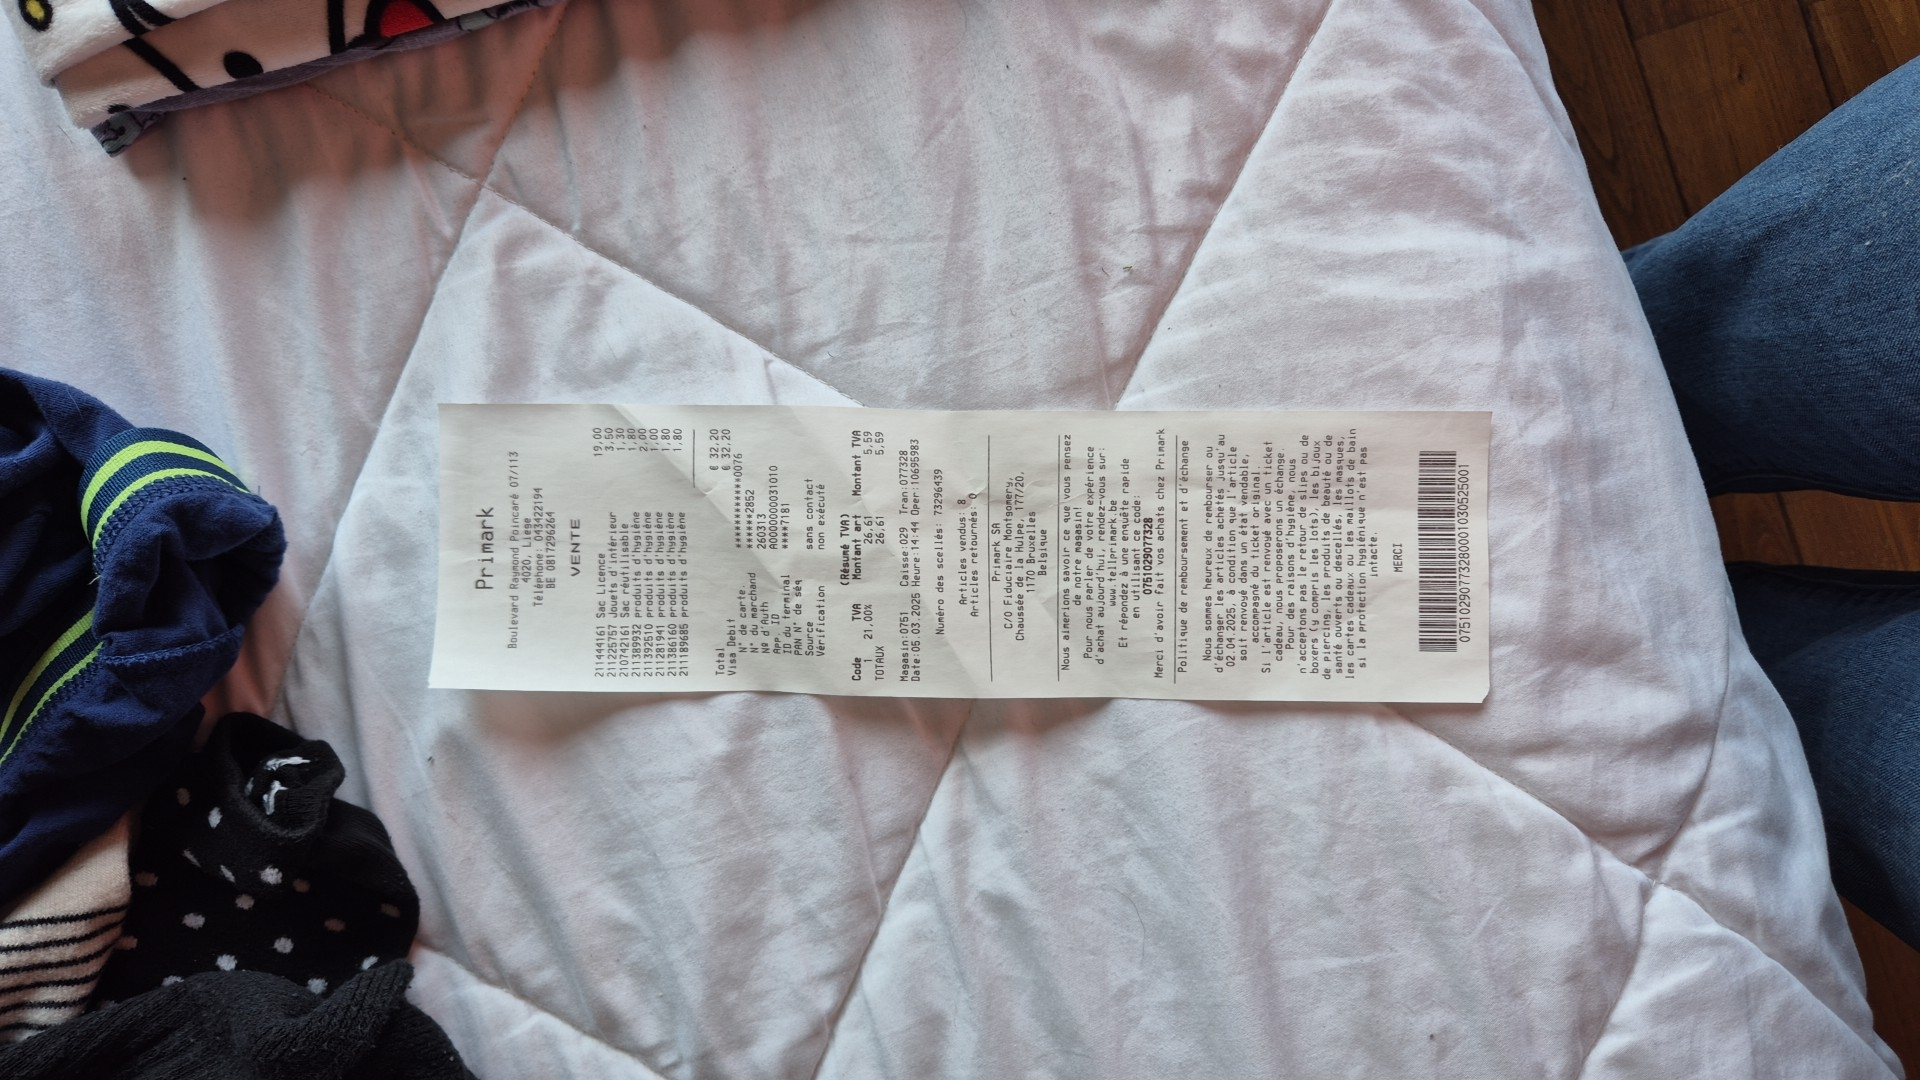 Primark
Boulevard Raymond Poincaré 07/113
4020, Liege
Téléphone: 043422194
BE 0817296264
VENTE
211444161 Sac Licence 19,00
211225757 Jouets d'intérieur 3,50
210742161 Sac réutilisable 1,30
211389932 produits d'hygiène 1,80
211392510 produits d'hygiène 2,00
211281941 produits d'hygiène 1,00
211386160 produits d'hygiène 1,80
211189685 produits d'hygiène 1,80
Total € 32,20
Visa Debit € 32,20
N° de carte. ************0076
N° du marchand *****2852
Nº d'Auth 260313
App. ID A0000000031010
ID du Terminal ****7181
PAN N° de séq
Source sans contact
Vérification non exécuté
(Résumé TVA)
Code TVA Montant art Montant TVA
1 21,00% 26,61 5,59
TOTAUX 26,61 5,59
Magasin:0751 Caisse:029 Tran:077328
Date:05.03.2025 Heure:14:44 Oper:10695983
Numéro des scellés: 73296439
Articles vendus: 8
Articles retournés: 0
Primark SA
C/O Fiduciaire Montgomery,
Chaussée de la Hulpe, 177/20,
1170 Bruxelles
Belgique
Nous aimerions savoir ce que vous pensez
de notre magasin!
Pour nous parler de votre expérience
d'achat aujourd'hui, rendez-vous sur:
www.tellprimark.be
Et répondez à une enquête rapide
en utilisant ce code:
075102907​7328
Merci d'avoir fait vos achats chez Primark
Politique de remboursement et d'échange
Nous sommes heureux de rembourser ou
d'échanger les articles achetés jusqu'au
02.04.2025, à condition que l'article
soit renvoyé dans un état vendable,
accompagné du ticket original.
Si l'article est renvoyé avec un ticket
cadeau, nous proposerons un échange.
Pour des raisons d'hygiène, nous
n'acceptons pas le retour de slips ou de
boxers (y compris les lots), les bijoux
de piercing, les produits de beauté ou de
santé ouverts ou descellés, les masques,
les cartes cadeaux ou les maillots de bain
si la protection hygiénique n'est pas
intacte.
MERCI
0751029077328000103052​5001